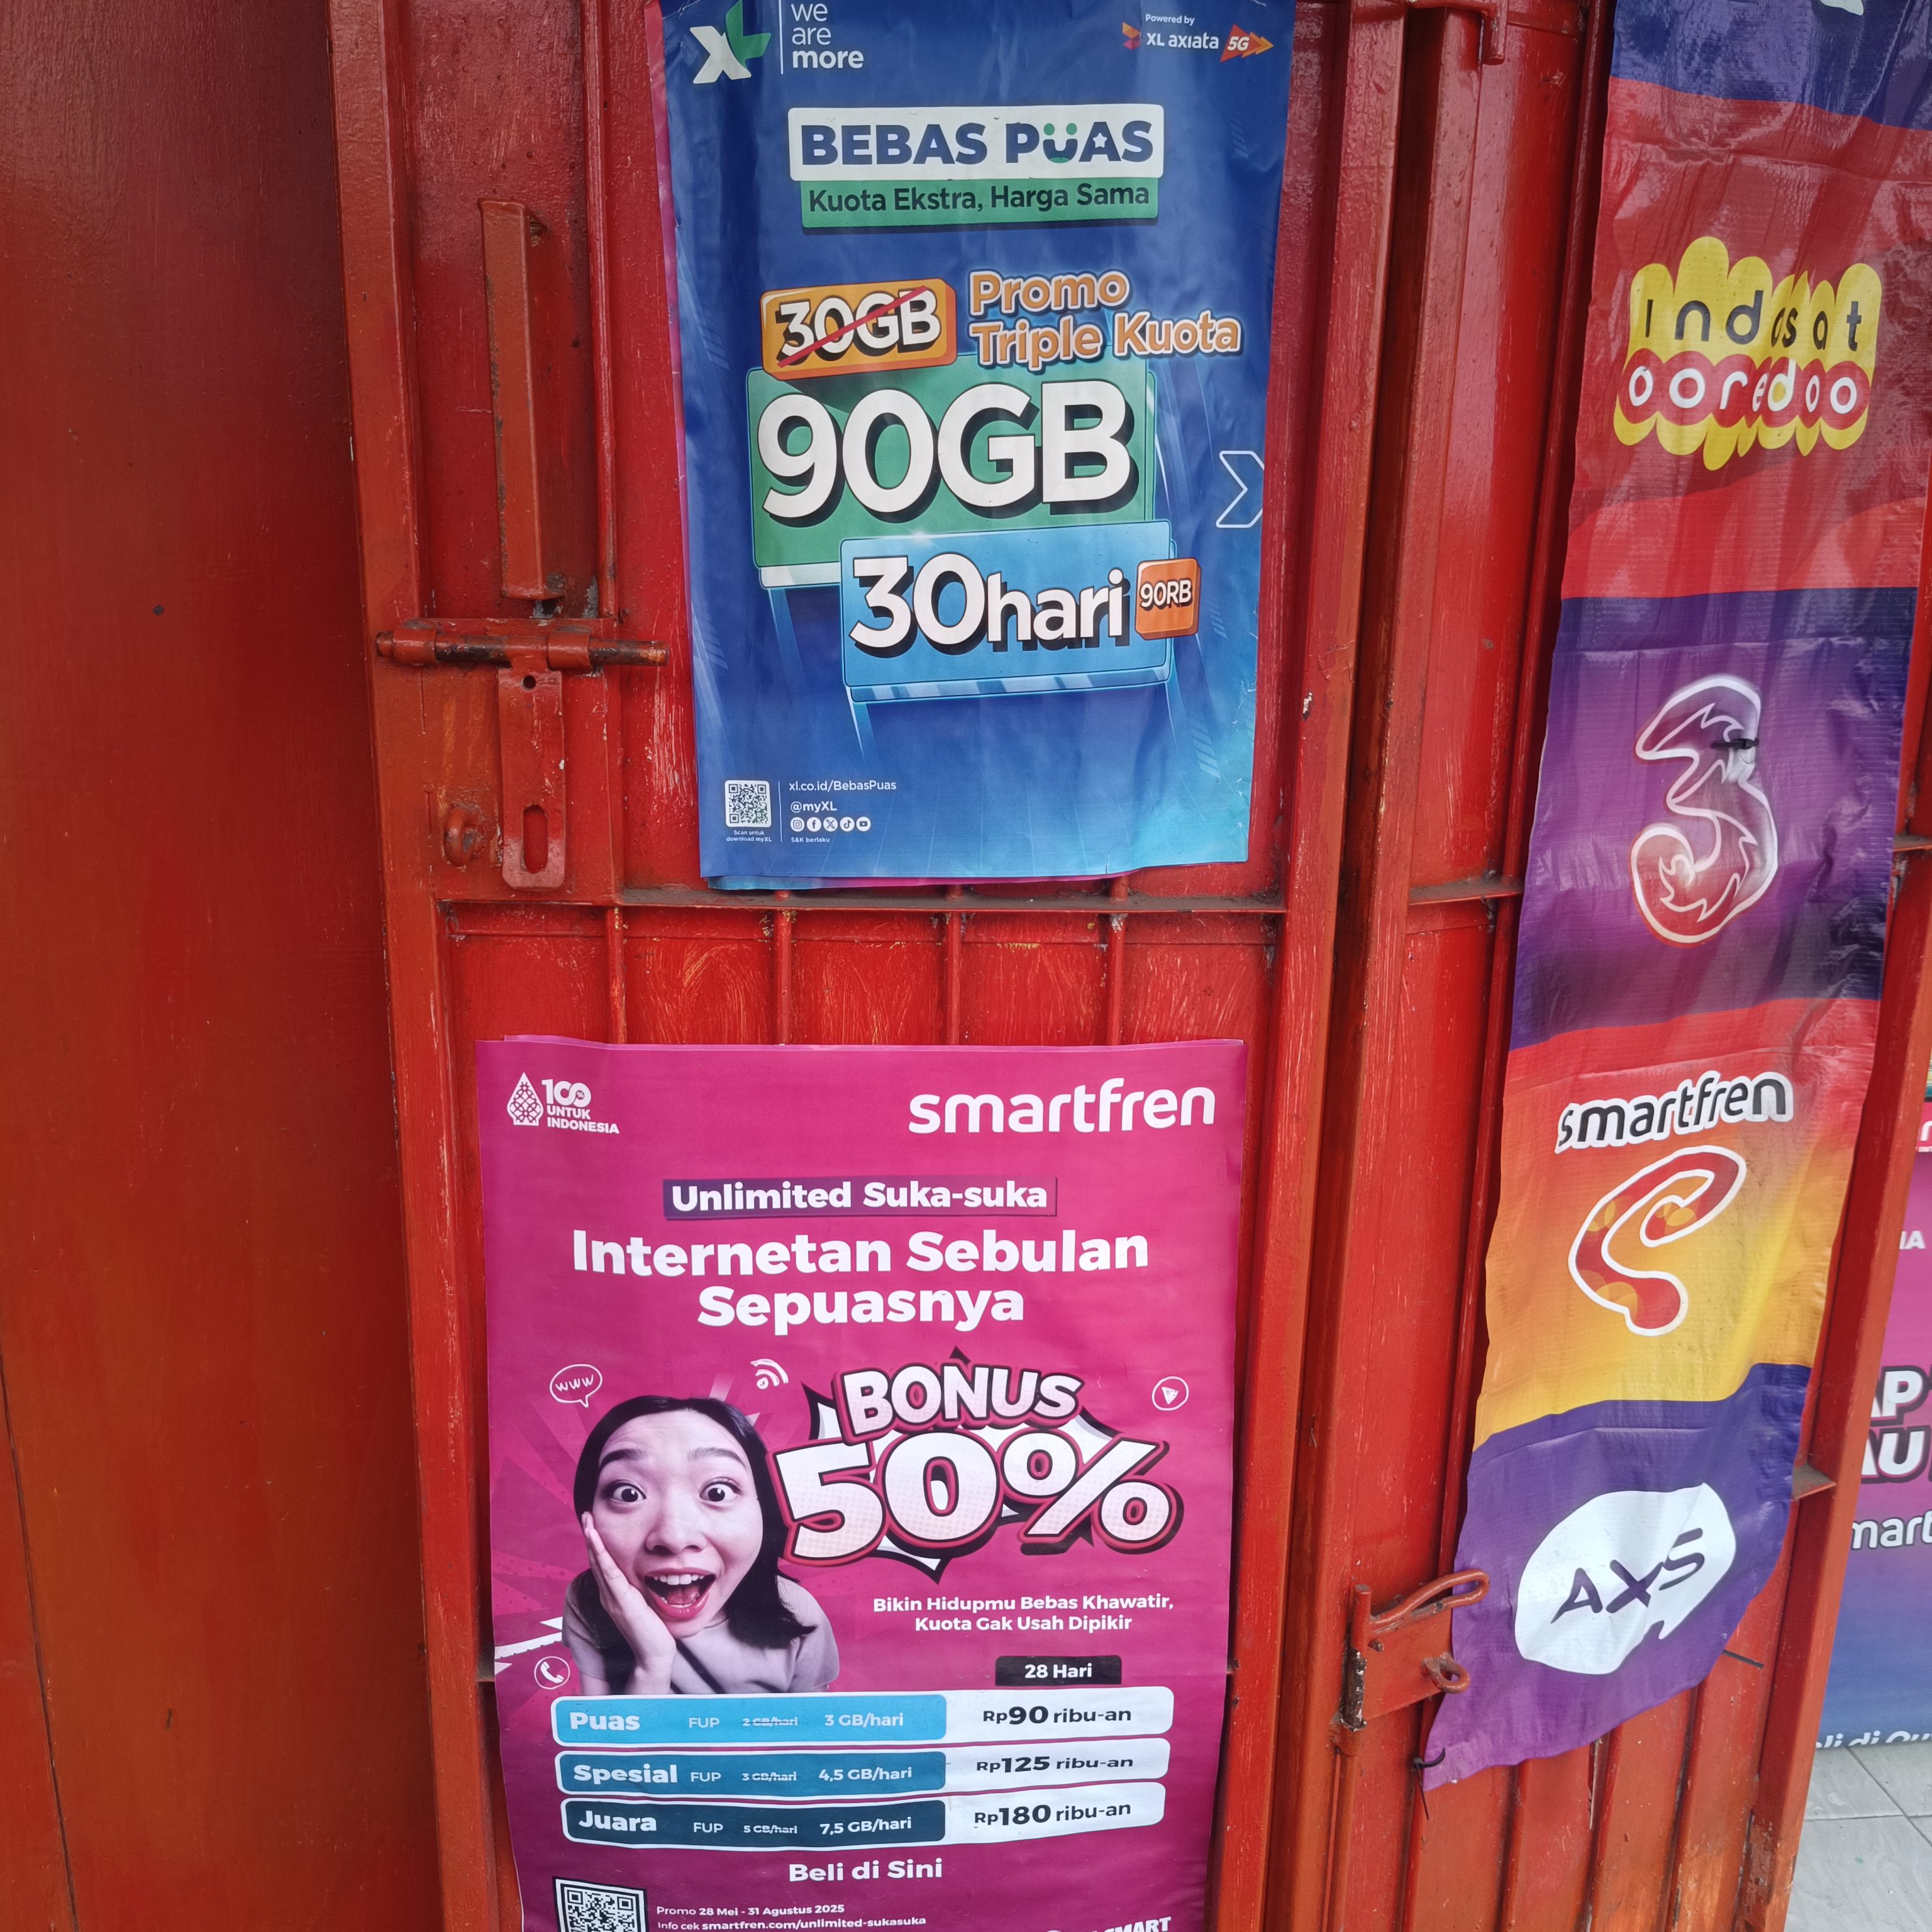 XL
we
are
more
Powered by
XL axiata 5G
BEBAS PUAS
Kuota Ekstra, Harga Sama
30GB
Promo
Triple Kuota
90GB
30hari
90RB
xl.co.id/BebasPuas
@myXL
Scan untuk
download myXL
S&K berlaku
100%
UNTUK
INDONESIA
smartfren
Unlimited Suka-suka
Internetan Sebulan
Sepuasnya
www
BONUS
50%
Bikin Hidupmu Bebas Khawatir,
Kuota Gak Usah Dipikir
28 Hari
Puas FUP 2 GB/hari 3 GB/hari Rp90 ribu-an
Spesial FUP 3 GB/hari 4,5 GB/hari Rp125 ribu-an
Juara FUP 5 GB/hari 7,5 GB/hari Rp180 ribu-an
Beli di Sini
Promo 28 Mei - 31 Agustus 2025
Info cek smartfren.com/unlimited-sukasuka
indosat
ooredoo
3
smartfren
AXIS